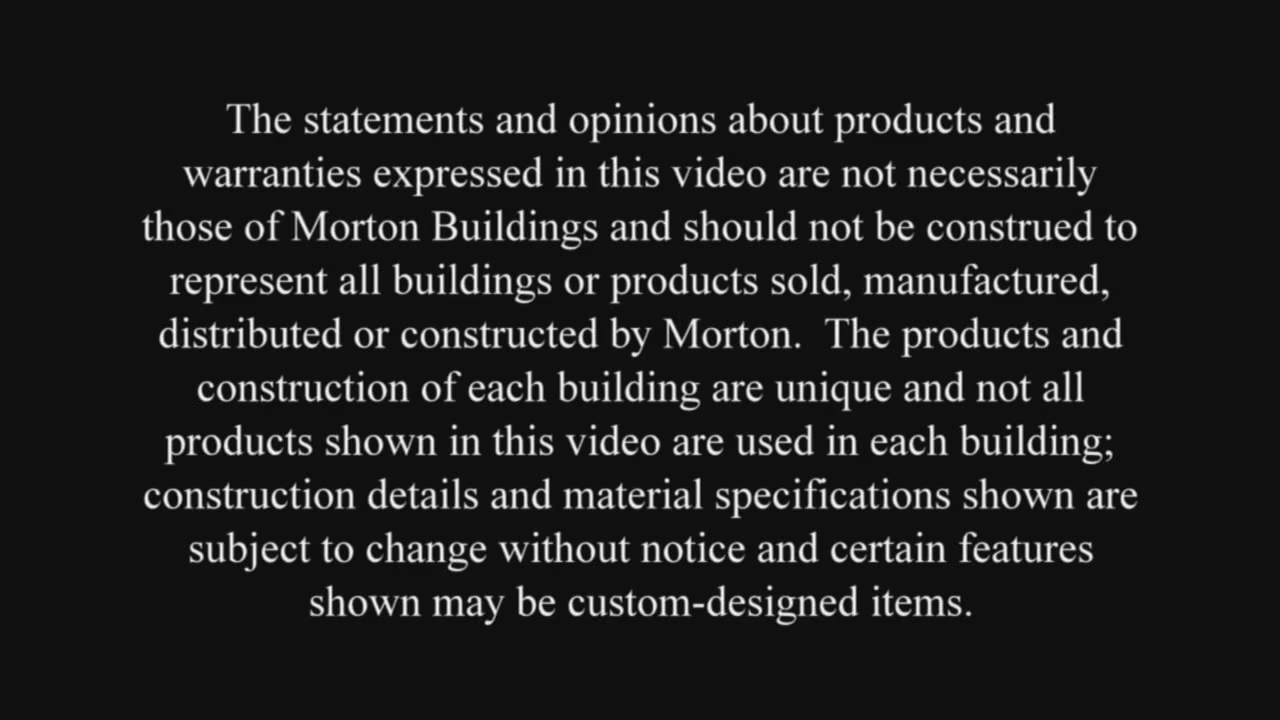 The statements and opinions about products and
warranties expressed in this video are not necessarily
those of Morton Buildings and should not be construed to
represent all buildings or products sold, manufactured,
distributed or constructed by Morton.  The products and
construction of each building are unique and not all
products shown in this video are used in each building;
construction details and material specifications shown are
subject to change without notice and certain features
shown may be custom-designed items.